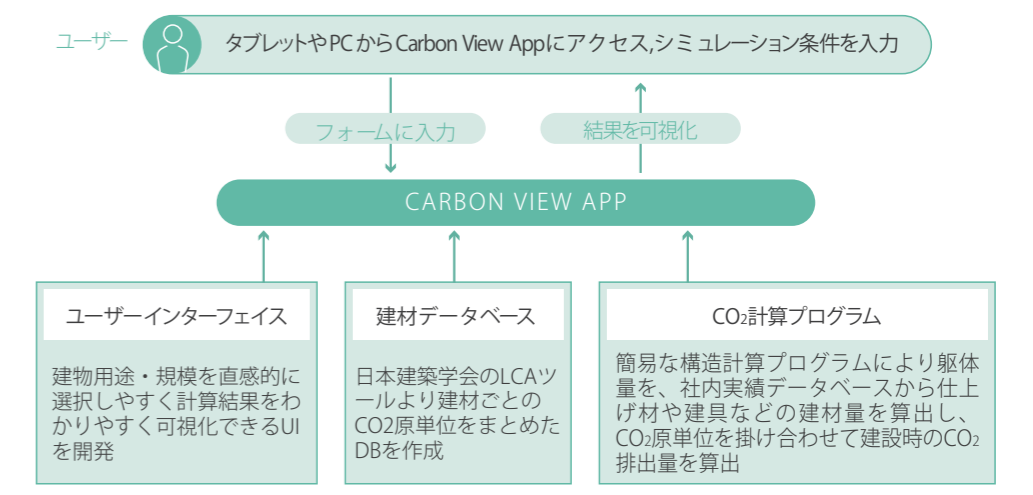 ユーザー
タブレットやPCからCarbon View Appにアクセス,シミュレーション条件を入力
フォームに入力
結果を可視化
CARBON VIEW APP
ユーザーインターフェイス
建物用途・規模を直感的に
選択しやすく計算結果をわ
かりやすく可視化できるUI
を開発
建材データベース
日本建築学会のLCAツ
ールより建材ごとの
CO2原単位をまとめた
DBを作成
CO₂計算プログラム
簡易な構造計算プログラムにより躯体
量を、社内実績データベースから仕上
げ材や建具などの建材量を算出し、
CO₂原単位を掛け合わせて建設時のCO₂
排出量を算出